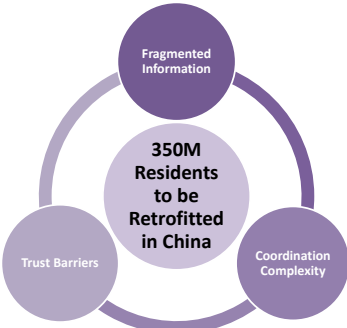 Fragmented
Information
350M
Residents
to be
Retrofitted
in China
Trust Barriers
Coordination
Complexity